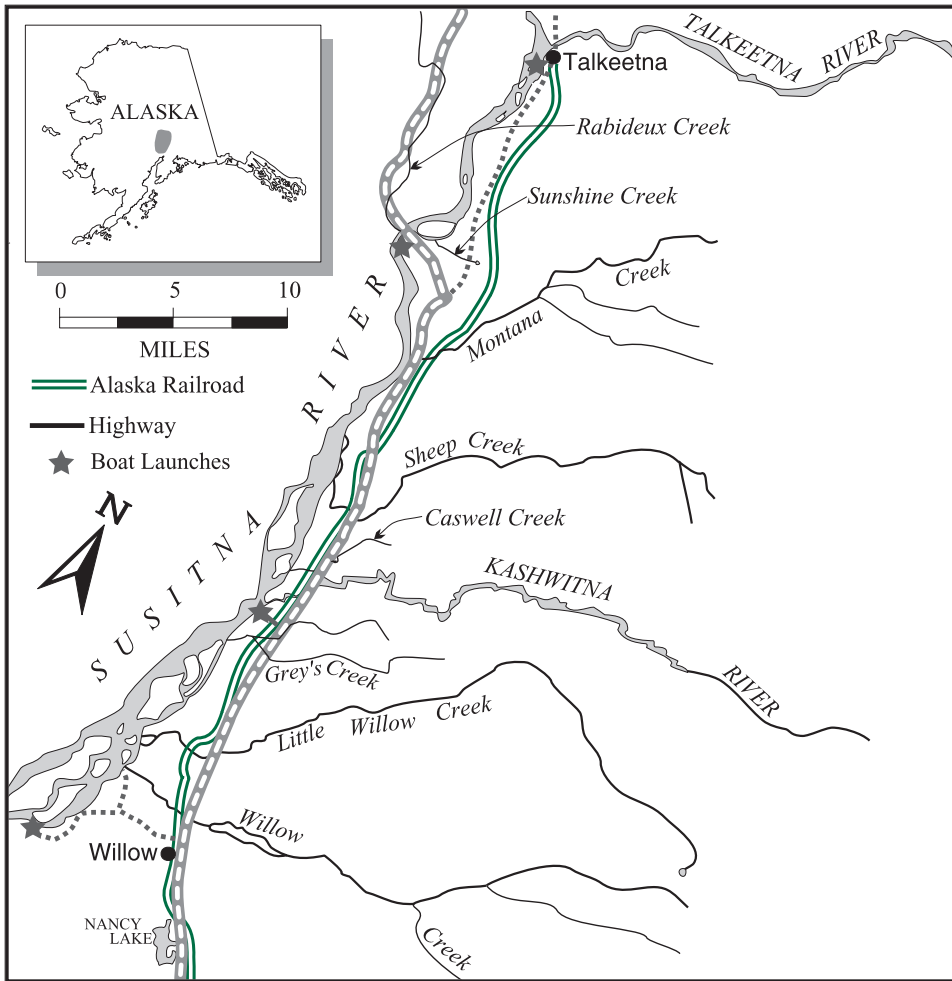 ALASKA
0 5 10
MILES
Alaska Railroad
Highway
Boat Launches
N
TALKEETNA
RIVER
Talkeetna
Rabideux Creek
Sunshine Creek
Montana
Creek
SUSITNA
RIVER
Sheep Creek
Caswell Creek
KASHWITNA
RIVER
Grey's Creek
Little Willow Creek
Willow
Creek
Willow
NANCY
LAKE